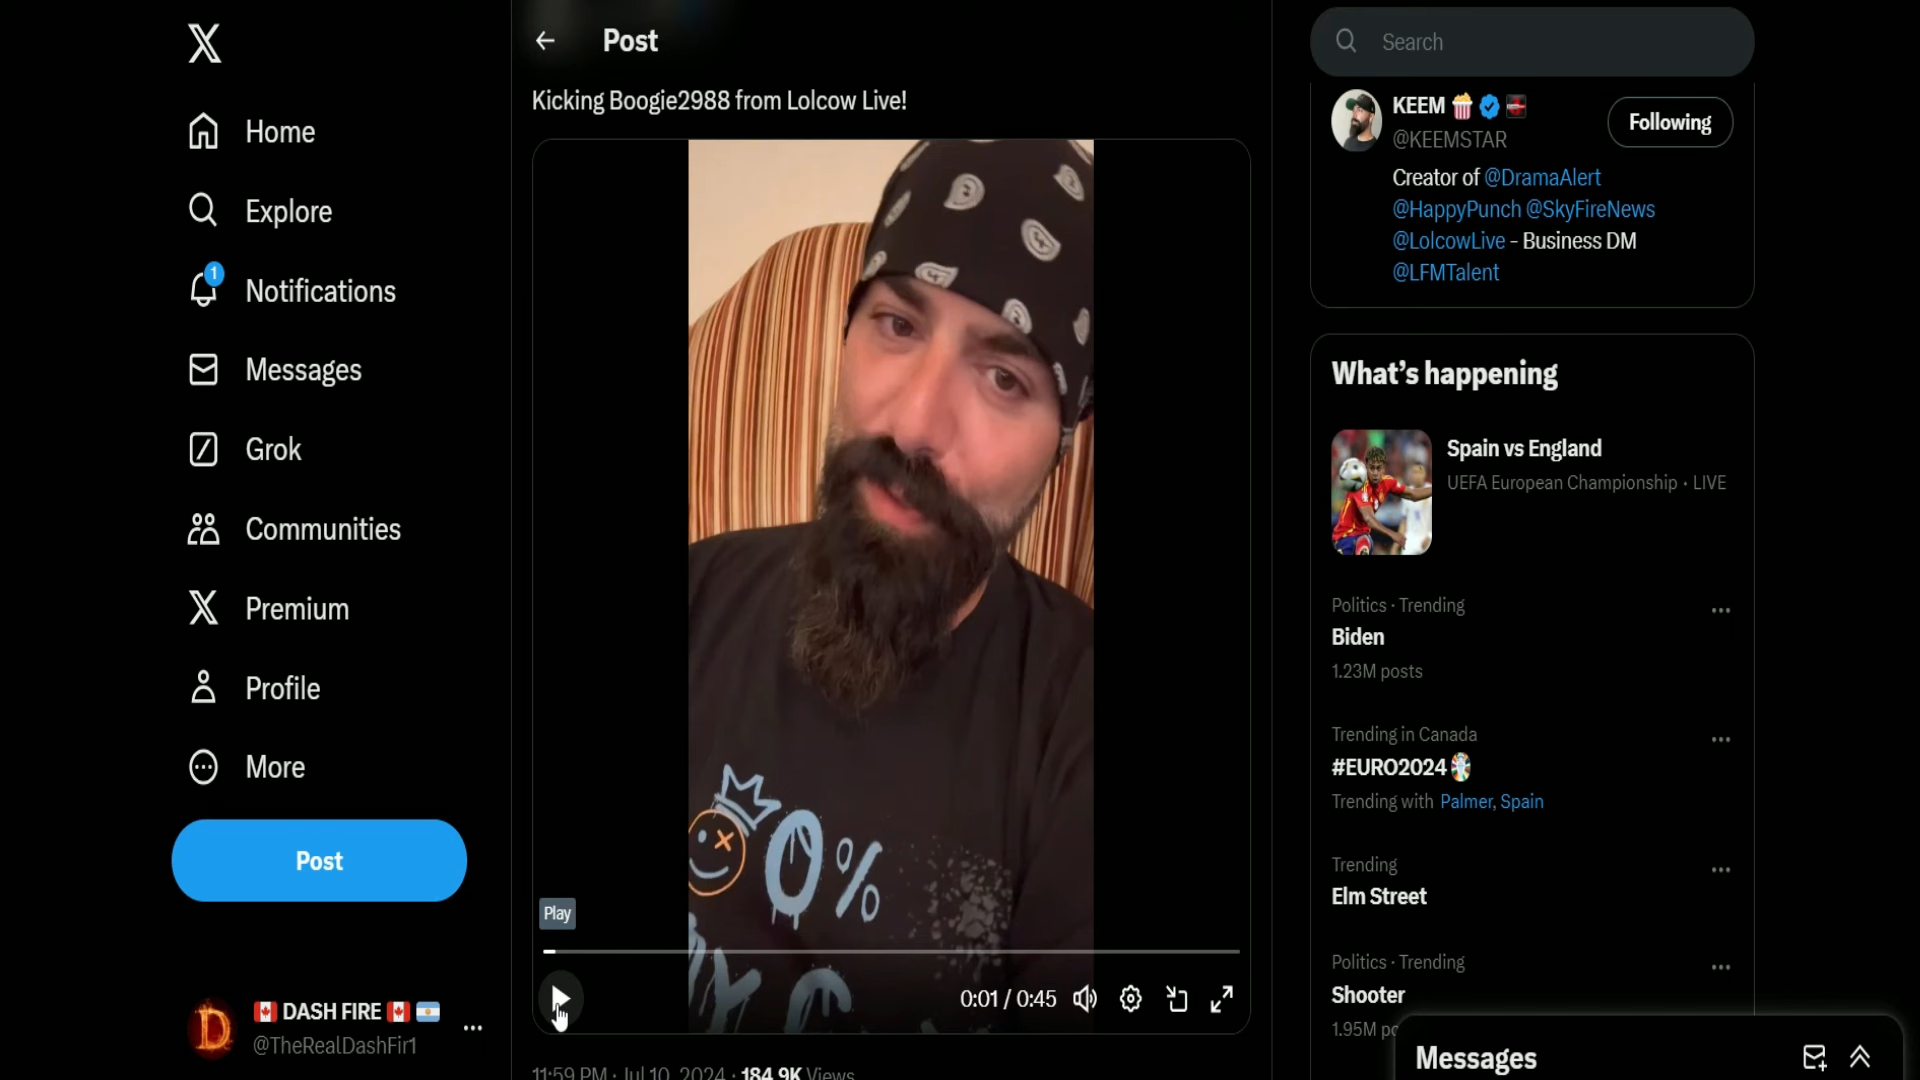 Home
Explore
1
Notifications
Messages
Grok
Communities
Premium
Profile
More
Post
DASH FIRE
@TheRealDashFir1
Post
Kicking Boogie2988 from Lolcow Live!
0%
Play
0:01 / 0:45
11:59 PM · Jul 10, 2024 · 184.9K Views
Search
KEEM
@KEEMSTAR
Following
Creator of @DramaAlert
@HappyPunch @SkyFireNews
@LolcowLive - Business DM
@LFMTalent
What's happening
Spain vs England
UEFA European Championship · LIVE
Politics · Trending
Biden
1.23M posts
Trending in Canada
#EURO2024
Trending with Palmer, Spain
Trending
Elm Street
Politics · Trending
Shooter
1.95M
Messages